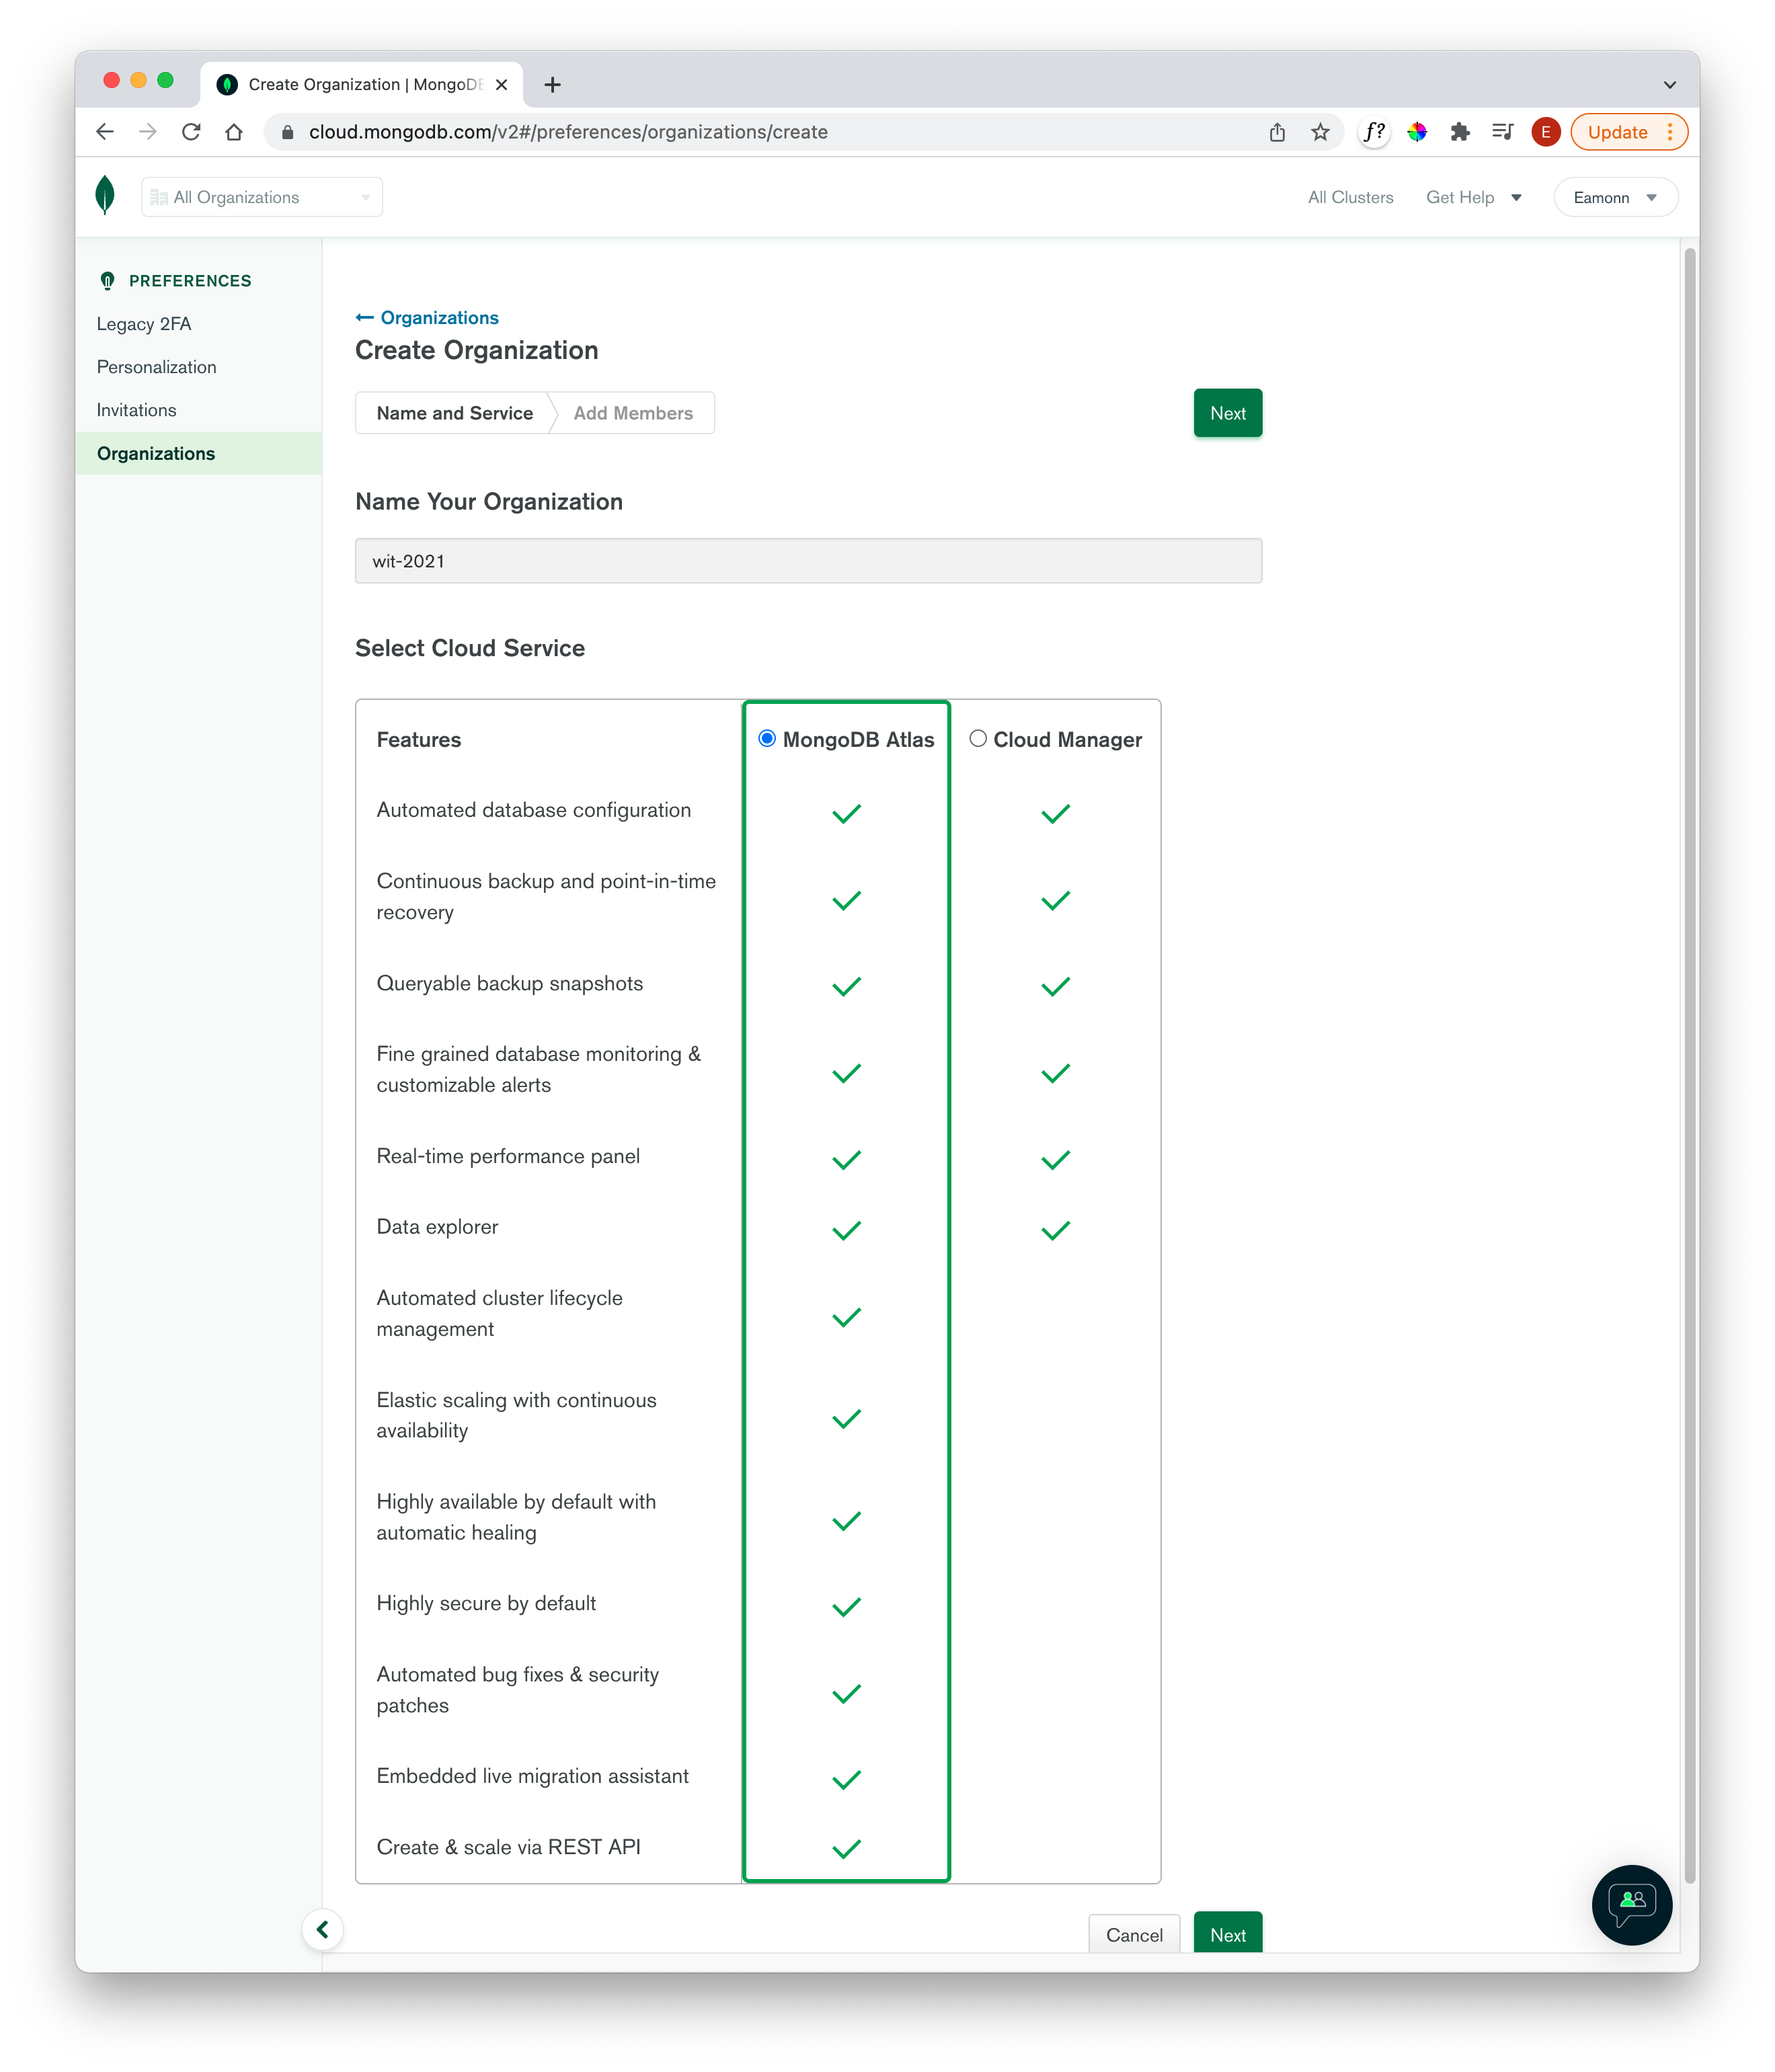 Create Organization | MongoDB
cloud.mongodb.com/v2#/preferences/organizations/create
f?
E
Update
All Organizations
All Clusters
Get Help
Eamonn
PREFERENCES
Legacy 2FA
Personalization
Invitations
Organizations
← Organizations
Create Organization
Name and Service
Add Members
Next
Name Your Organization
wit-2021
Select Cloud Service
Features
MongoDB Atlas
Cloud Manager
Automated database configuration
Continuous backup and point-in-time
recovery
Queryable backup snapshots
Fine grained database monitoring &
customizable alerts
Real-time performance panel
Data explorer
Automated cluster lifecycle
management
Elastic scaling with continuous
availability
Highly available by default with
automatic healing
Highly secure by default
Automated bug fixes & security
patches
Embedded live migration assistant
Create & scale via REST API
Cancel
Next